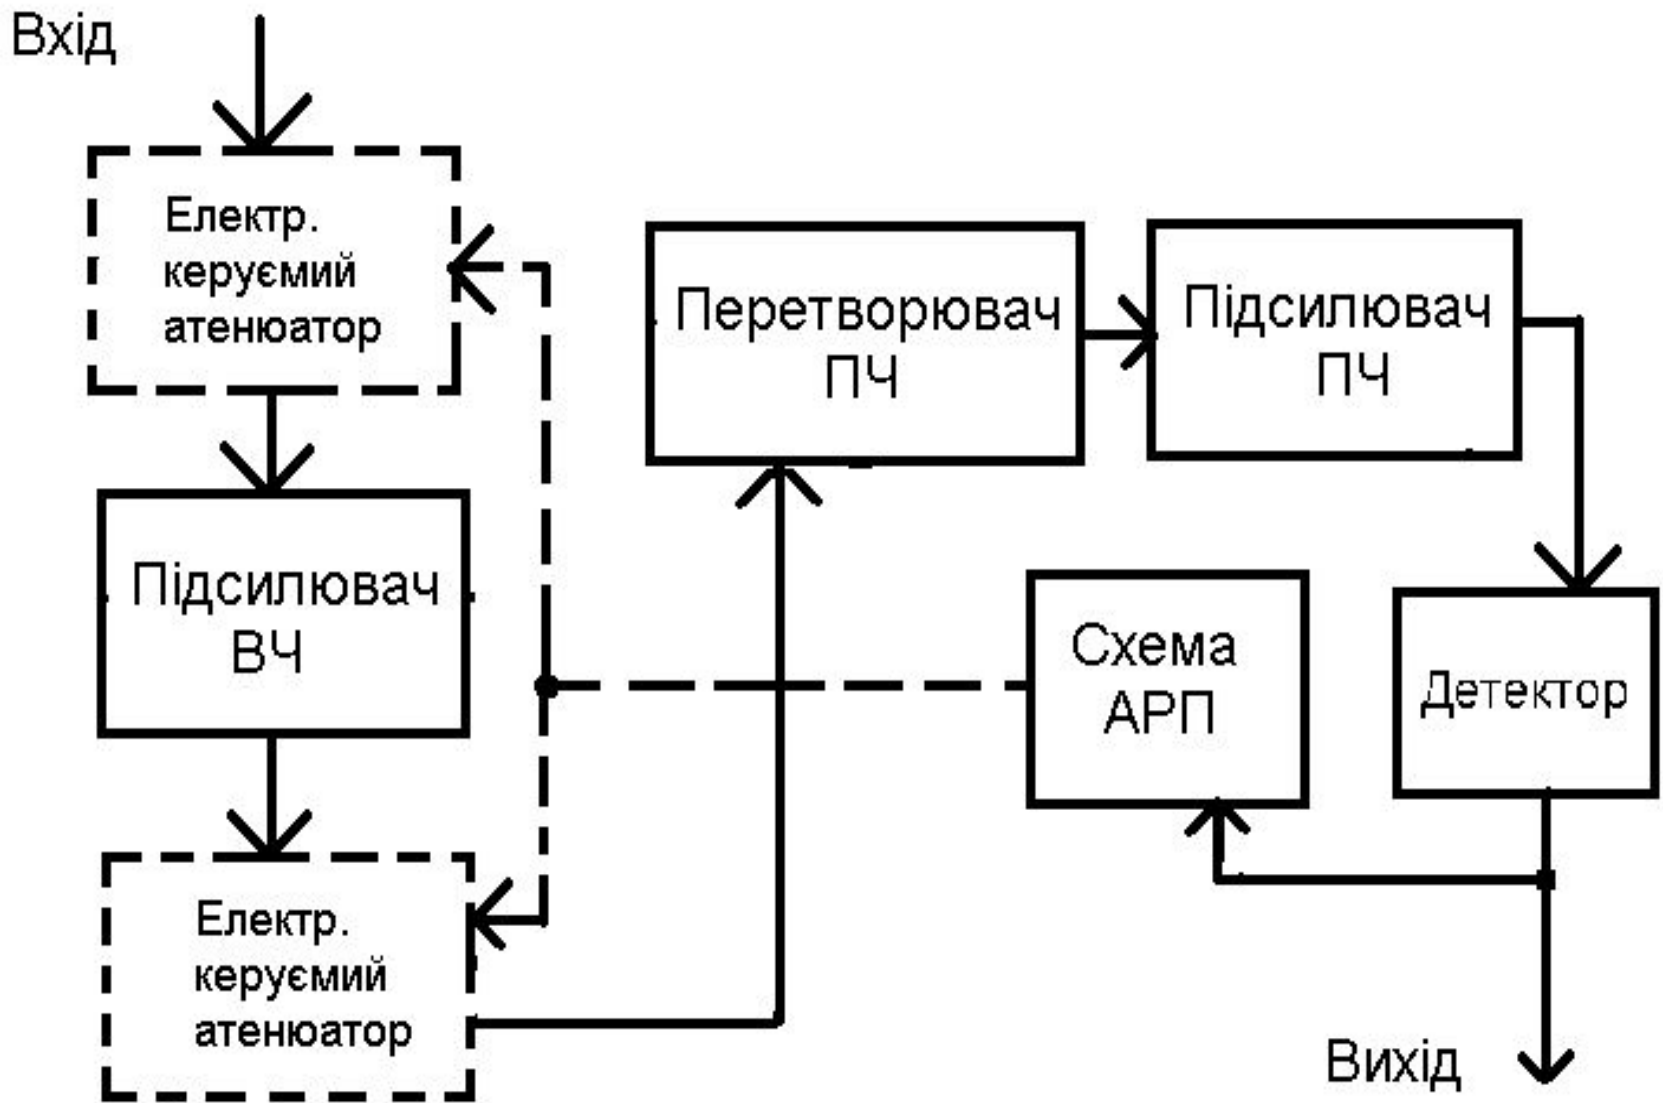 Вхід
Електр.
керуємий
атенюатор
Підсилювач
ВЧ
Електр.
керуємий
атенюатор
Перетворювач
ПЧ
Підсилювач
ПЧ
Схема
АРП
Детектор
Вихід